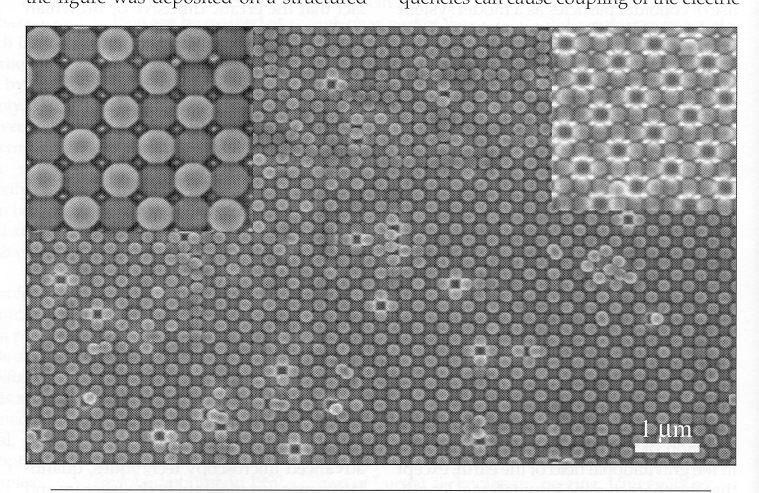 the figure was deposited on a structured
quencies can cause coupling of the electric
1 µm